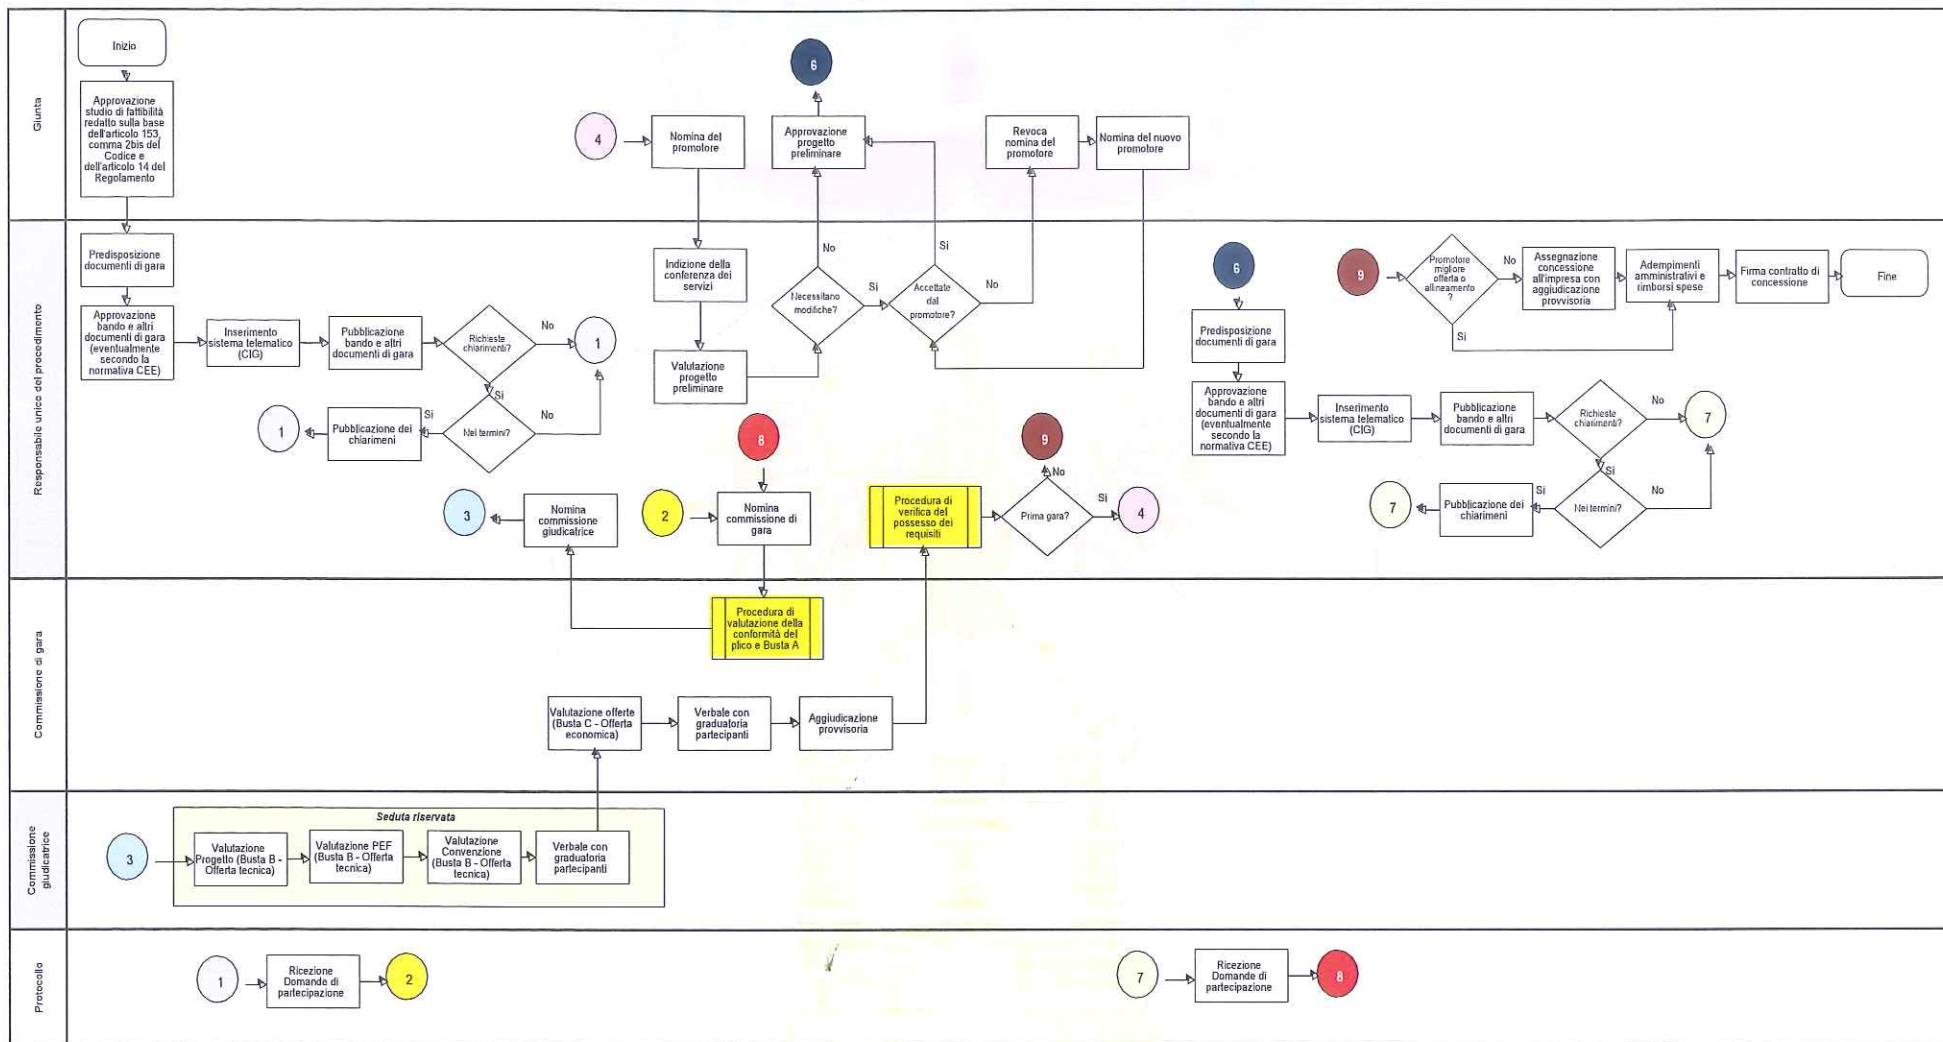 Giunta
Inizio
Approvazione
studio di fattibilità
redatto sulla base
dell'articolo 153,
comma 2bis del
Codice e
dell'articolo 14 del
Regolamento
4
Nomina del
promotore
6
Approvazione
progetto
preliminare
Revoca
nomina del
promotore
Nomina del nuovo
promotore
Responsabile unico del procedimento
Predisposizione
documenti di gara
Approvazione
bando e altri
documenti di gara
(eventualmente
secondo la
normativa CEE)
Inserimento
sistema telematico
(CIG)
Pubblicazione
bando e altri
documenti di gara
Richieste
chiarimenti?
No
1
Si
Nei termini?
No
Si
Pubblicazione dei
chiarimeni
1
Indizione della
conferenza dei
servizi
Valutazione
progetto
preliminare
Necessitano
modifiche?
No
Si
Accettate
dal
promotore?
Si
No
8
2
Nomina
commissione di
gara
Nomina
commissione
giudicatrice
3
Procedura di
verifica del
possesso dei
requisiti
Prima gara?
No
9
Si
4
6
Predisposizione
documenti di gara
Approvazione
bando e altri
documenti di gara
(eventualmente
secondo la
normativa CEE)
Inserimento
sistema telematico
(CIG)
Pubblicazione
bando e altri
documenti di gara
Richieste
chiarimenti?
No
7
Si
Nei termini?
No
Si
Pubblicazione dei
chiarimeni
7
9
Promotore
migliore
offerta o
allineamento
?
No
Si
Assegnazione
concessione
all'impresa con
aggiudicazione
provvisoria
Adempimenti
amministrativi e
rimborsi spese
Firma contratto di
concessione
Fine
Commissione di gara
Procedura di
valutazione della
conformità del
plico e Busta A
Valutazione offerte
(Busta C - Offerta
economica)
Verbale con
graduatoria
partecipanti
Aggiudicazione
provvisoria
Commissione
giudicatrice
3
Seduta riservata
Valutazione
Progetto (Busta B -
Offerta tecnica)
Valutazione PEF
(Busta B - Offerta
tecnica)
Valutazione
Convenzione
(Busta B - Offerta
tecnica)
Verbale con
graduatoria
partecipanti
Protocollo
1
Ricezione
Domande di
partecipazione
2
7
Ricezione
Domande di
partecipazione
8